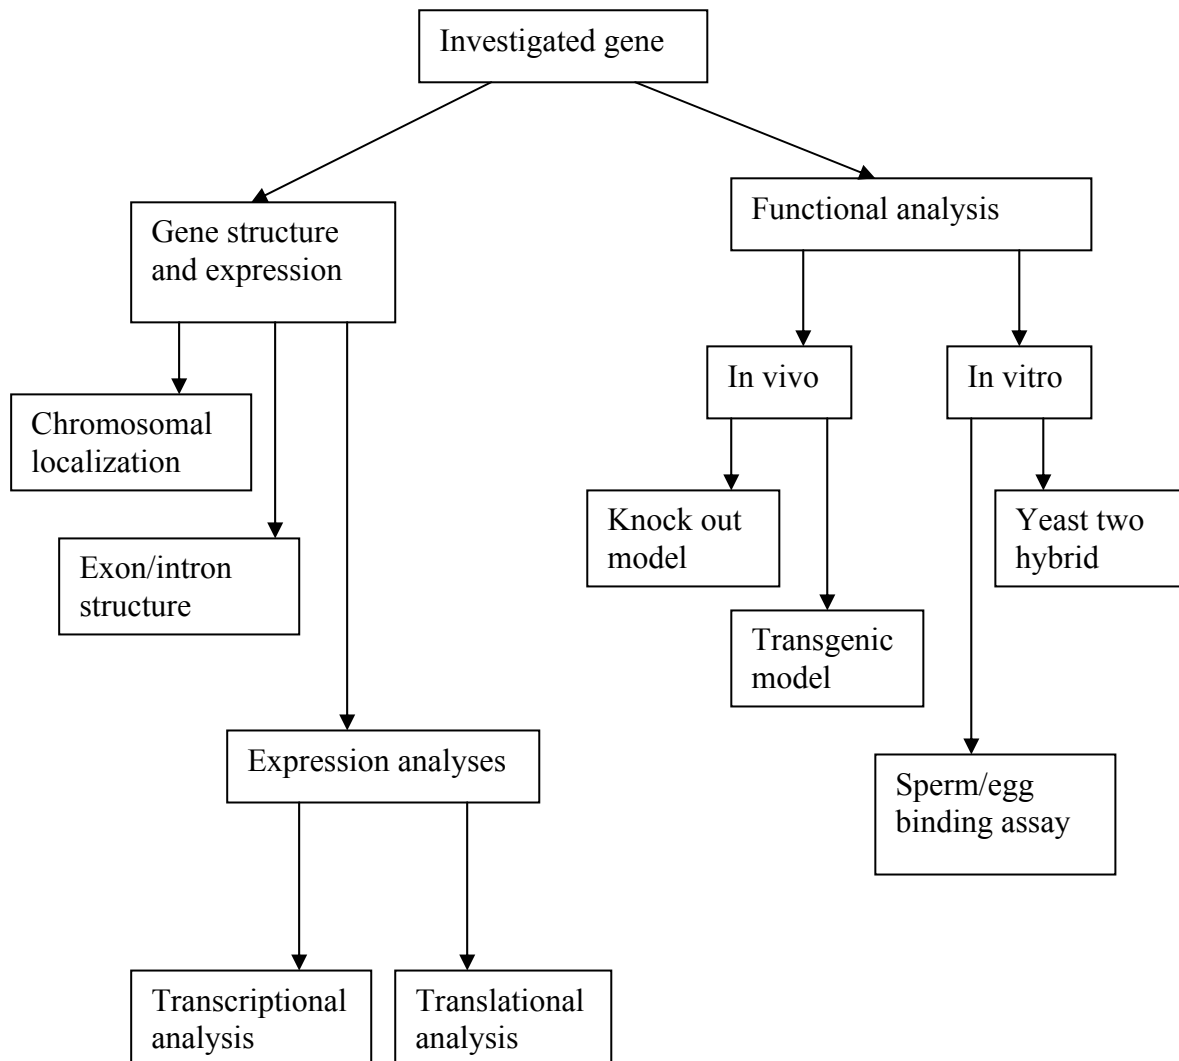 Investigated gene
Gene structure
and expression
Functional analysis
In vivo
In vitro
Chromosomal
localization
Knock out
model
Yeast two
hybrid
Exon/intron
structure
Transgenic
model
Expression analyses
Sperm/egg
binding assay
Transcriptional
analysis
Translational
analysis